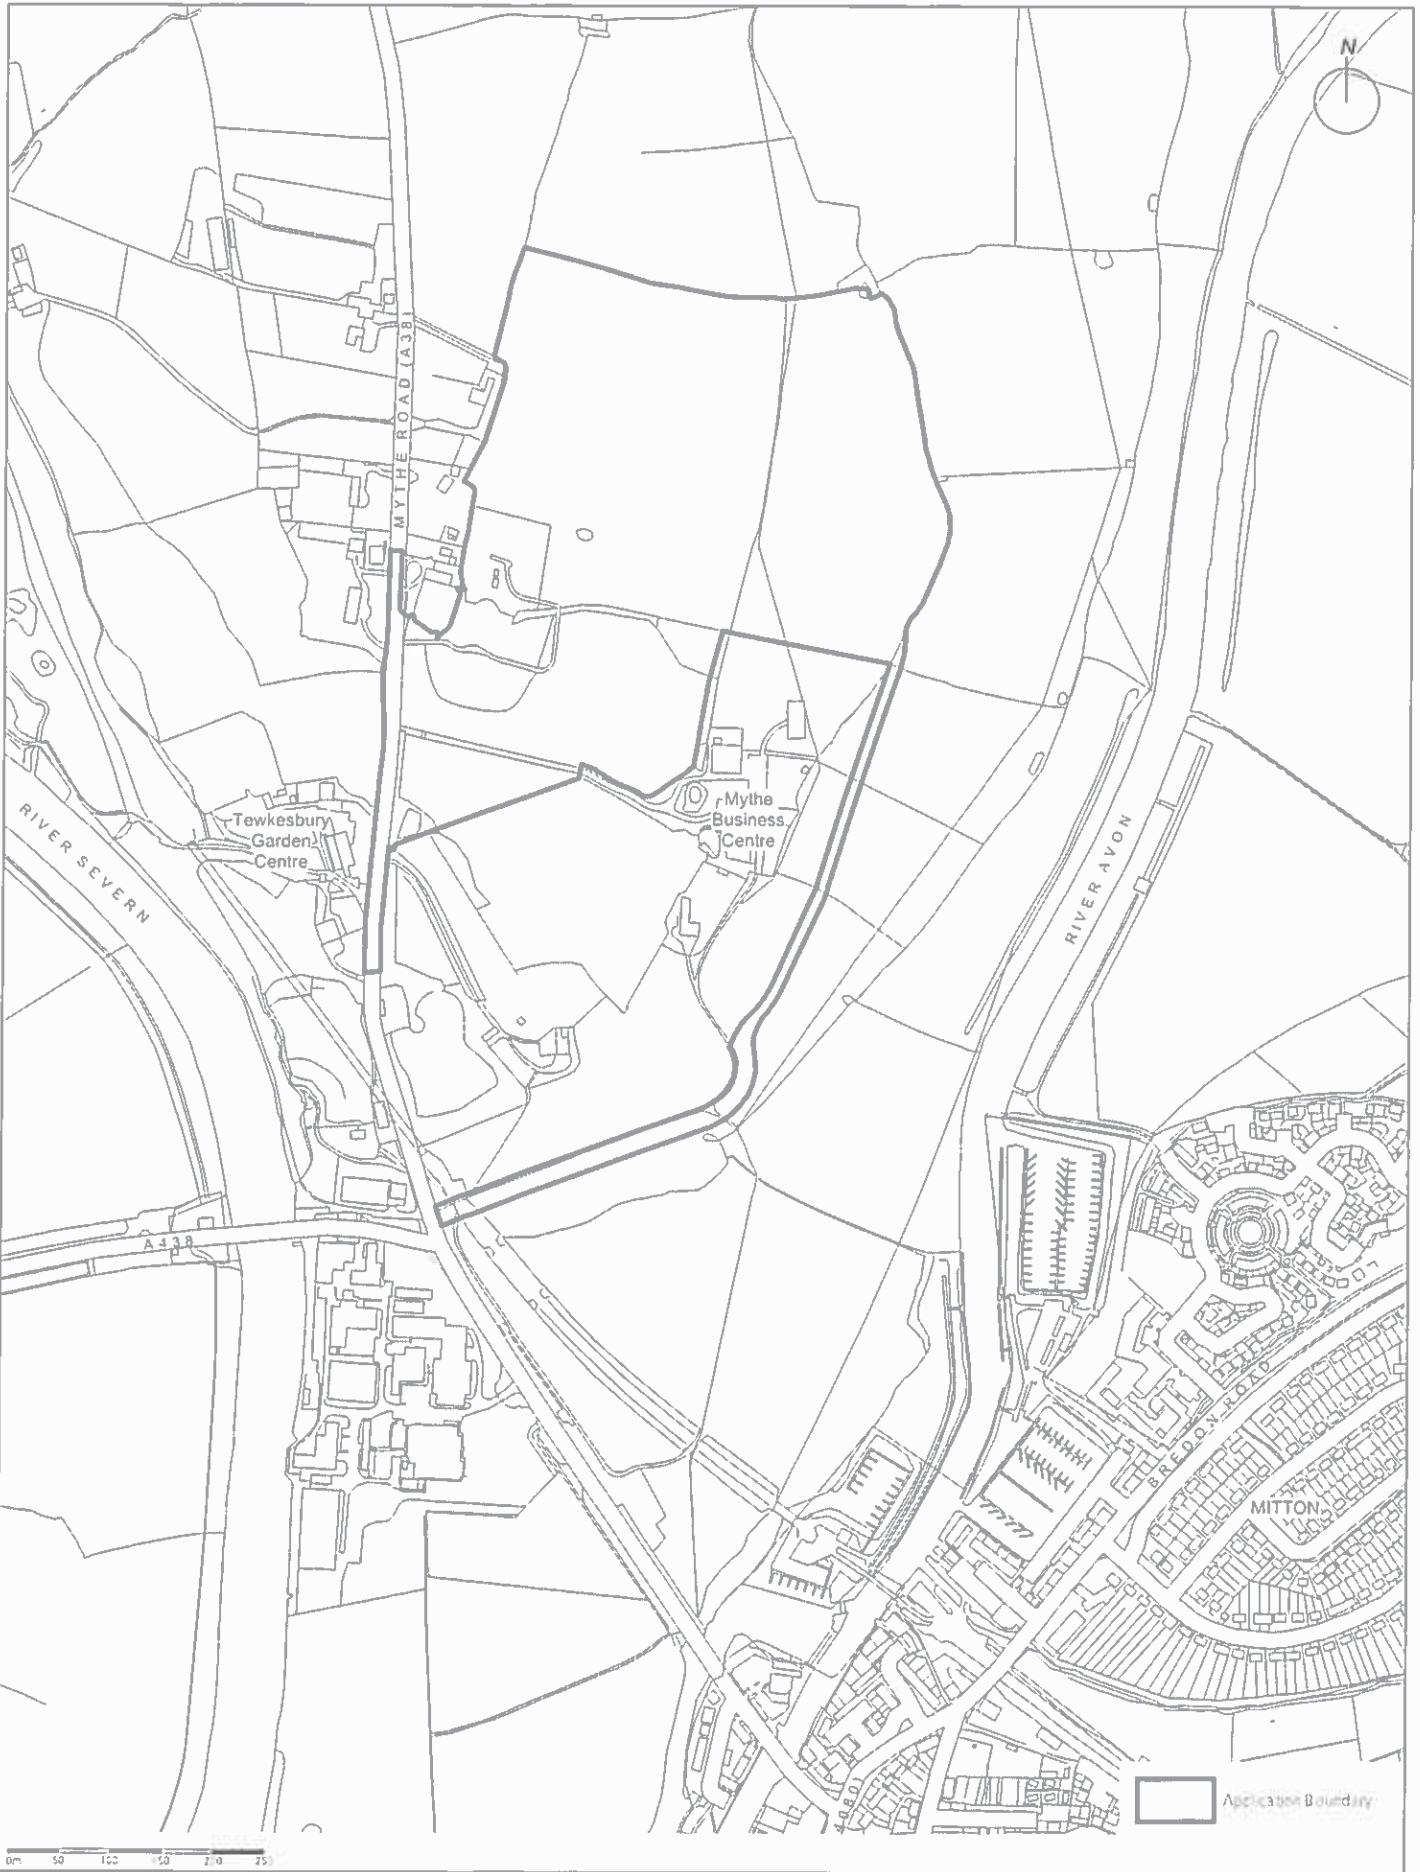 N
MYTHE ROAD (A38)
Tewkesbury
Garden
Centre
Mythe
Business
Centre
RIVER SEVERN
RIVER AVON
A438
BREDON ROAD
MITTON
Application Boundary
0m 50 100 150 200 250